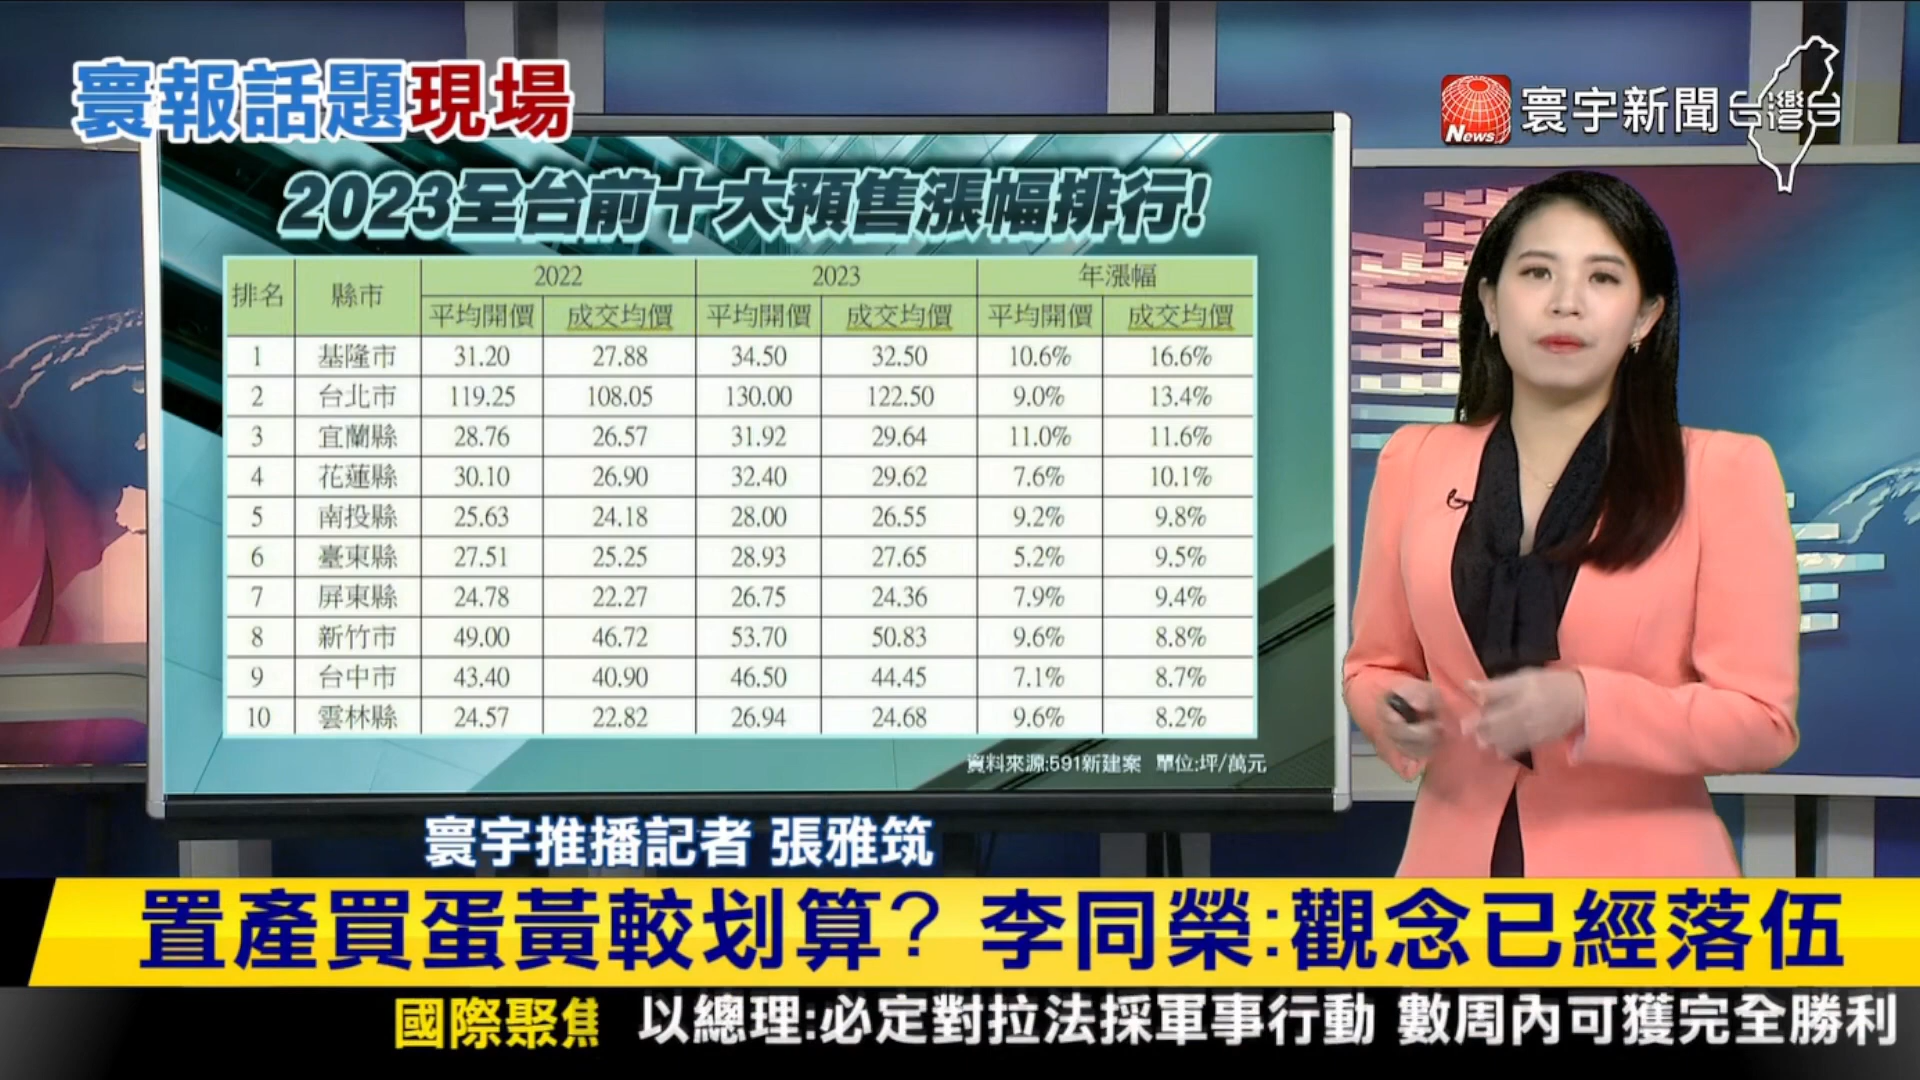 寰報話題現場
News 寰宇新聞 台灣台
2023全台前十大預售漲幅排行!
排名 縣市 2022 2023 年漲幅
平均開價 成交均價 平均開價 成交均價 平均開價 成交均價
1 基隆市 31.20 27.88 34.50 32.50 10.6% 16.6%
2 台北市 119.25 108.05 130.00 122.50 9.0% 13.4%
3 宜蘭縣 28.76 26.57 31.92 29.64 11.0% 11.6%
4 花蓮縣 30.10 26.90 32.40 29.62 7.6% 10.1%
5 南投縣 25.63 24.18 28.00 26.55 9.2% 9.8%
6 臺東縣 27.51 25.25 28.93 27.65 5.2% 9.5%
7 屏東縣 24.78 22.27 26.75 24.36 7.9% 9.4%
8 新竹市 49.00 46.72 53.70 50.83 9.6% 8.8%
9 台中市 43.40 40.90 46.50 44.45 7.1% 8.7%
10 雲林縣 24.57 22.82 26.94 24.68 9.6% 8.2%
資料來源:591新建案 單位:坪/萬元
寰宇推播記者 張雅筑
置產買蛋黃較划算? 李同榮:觀念已經落伍
國際聚焦 以總理:必定對拉法採軍事行動 數周內可獲完全勝利